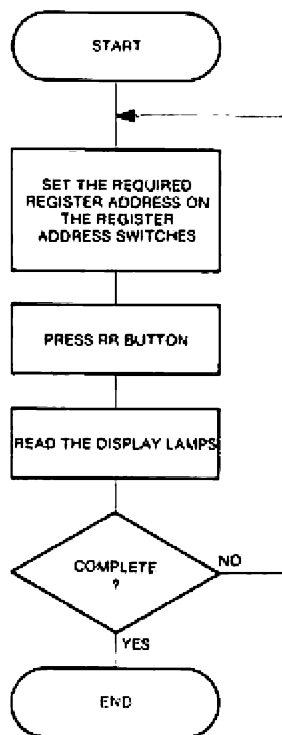 START
SET THE REQUIRED
REGISTER ADDRESS ON
THE REGISTER
ADDRESS SWITCHES
PRESS RR BUTTON
READ THE DISPLAY LAMPS
COMPLETE
?
NO
YES
END